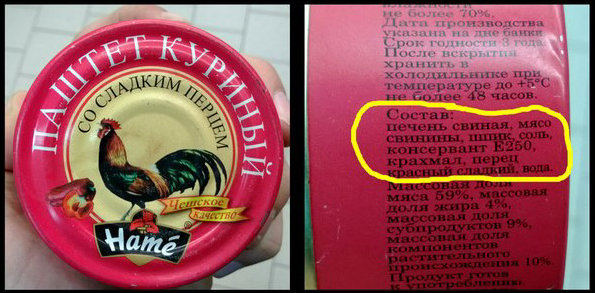 ПАШТЕТ КУРИНЫЙ
СО СЛАДКИМ ПЕРЦЕМ
Чешское
качество
Hamé
влажности
не более 70%.
Дата производства
указана на дне банки
Срок годности 3 года.
После вскрытия
хранить в
холодильнике при
температуре до +5°C
не более 48 часов.
Состав:
печень свиная, мясо
свинины, шпик, соль,
консервант Е250,
крахмал, перец
красный сладкий, вода.
Массовая доля
мяса 59%, массовая
доля жира 4%,
массовая доля
субпродуктов 9%,
массовая доля
компонентов
растительного
происхождения 10%.
Продукт готов
к употреблению